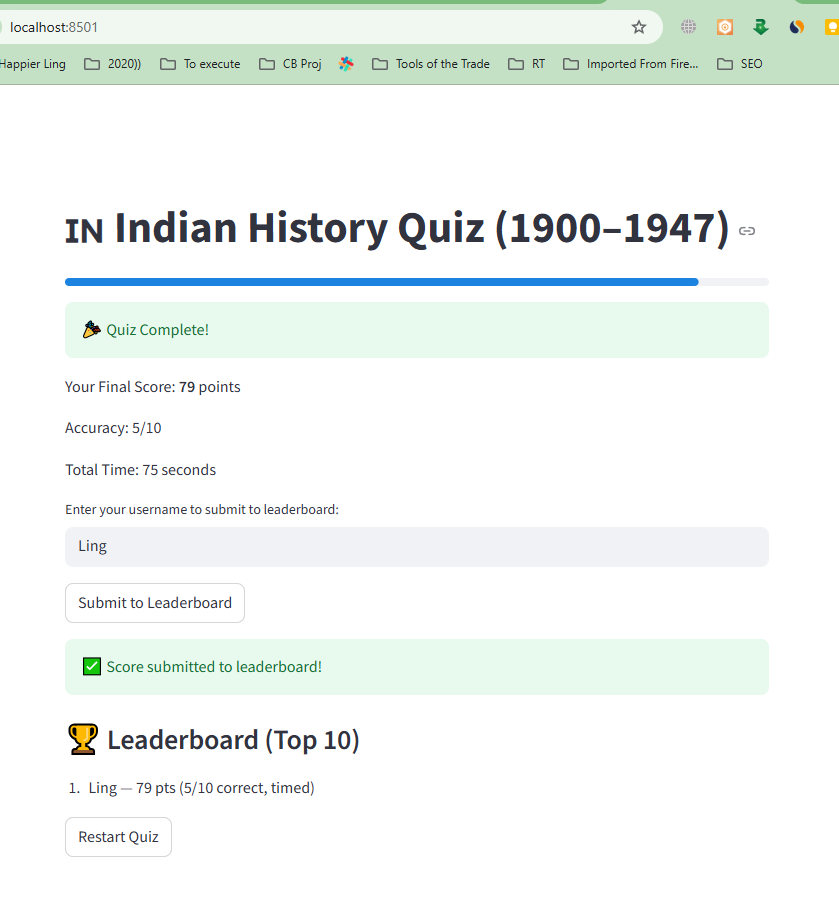 localhost:8501
Happier Ling 2020)) To execute CB Proj Tools of the Trade RT Imported From Fire... SEO
IN Indian History Quiz (1900–1947)
Quiz Complete!
Your Final Score: 79 points
Accuracy: 5/10
Total Time: 75 seconds
Enter your username to submit to leaderboard:
Ling
Submit to Leaderboard
Score submitted to leaderboard!
Leaderboard (Top 10)
1. Ling — 79 pts (5/10 correct, timed)
Restart Quiz